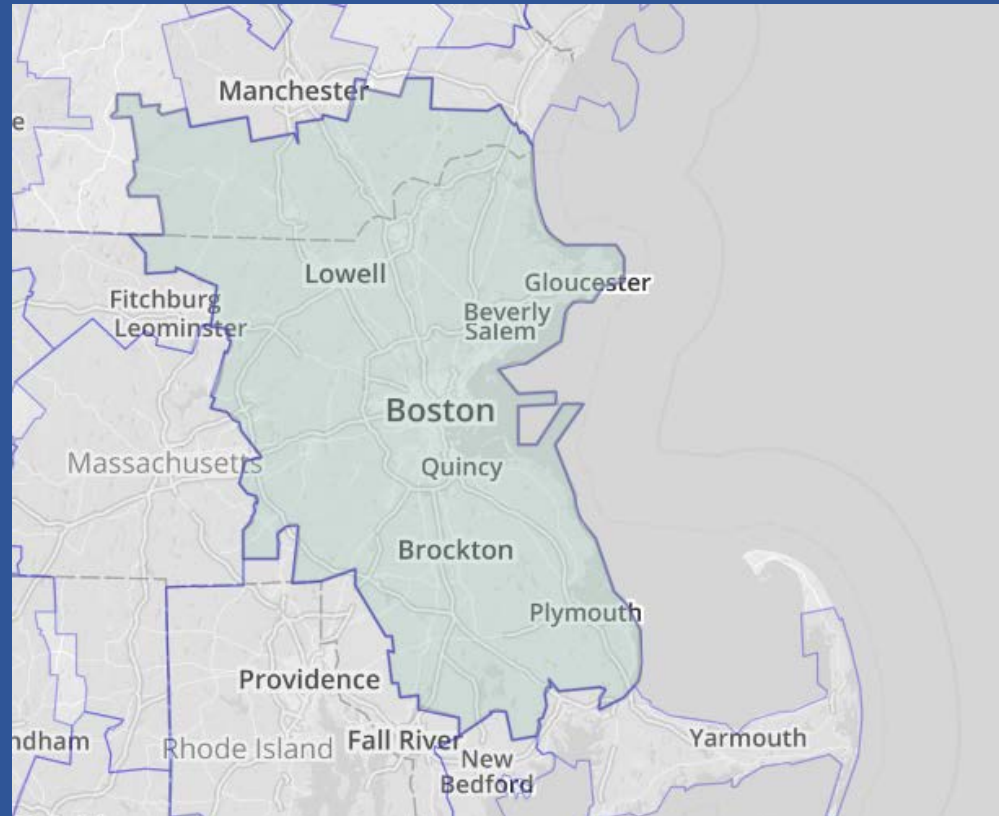 Manchester
e
Lowell
Gloucester
Fitchburg
Beverly
Leominster
Salem
Boston
Massachusetts
Quincy
Brockton
Plymouth
Providence
ndham
Rhode Island
Fall River
Yarmouth
New
Bedford